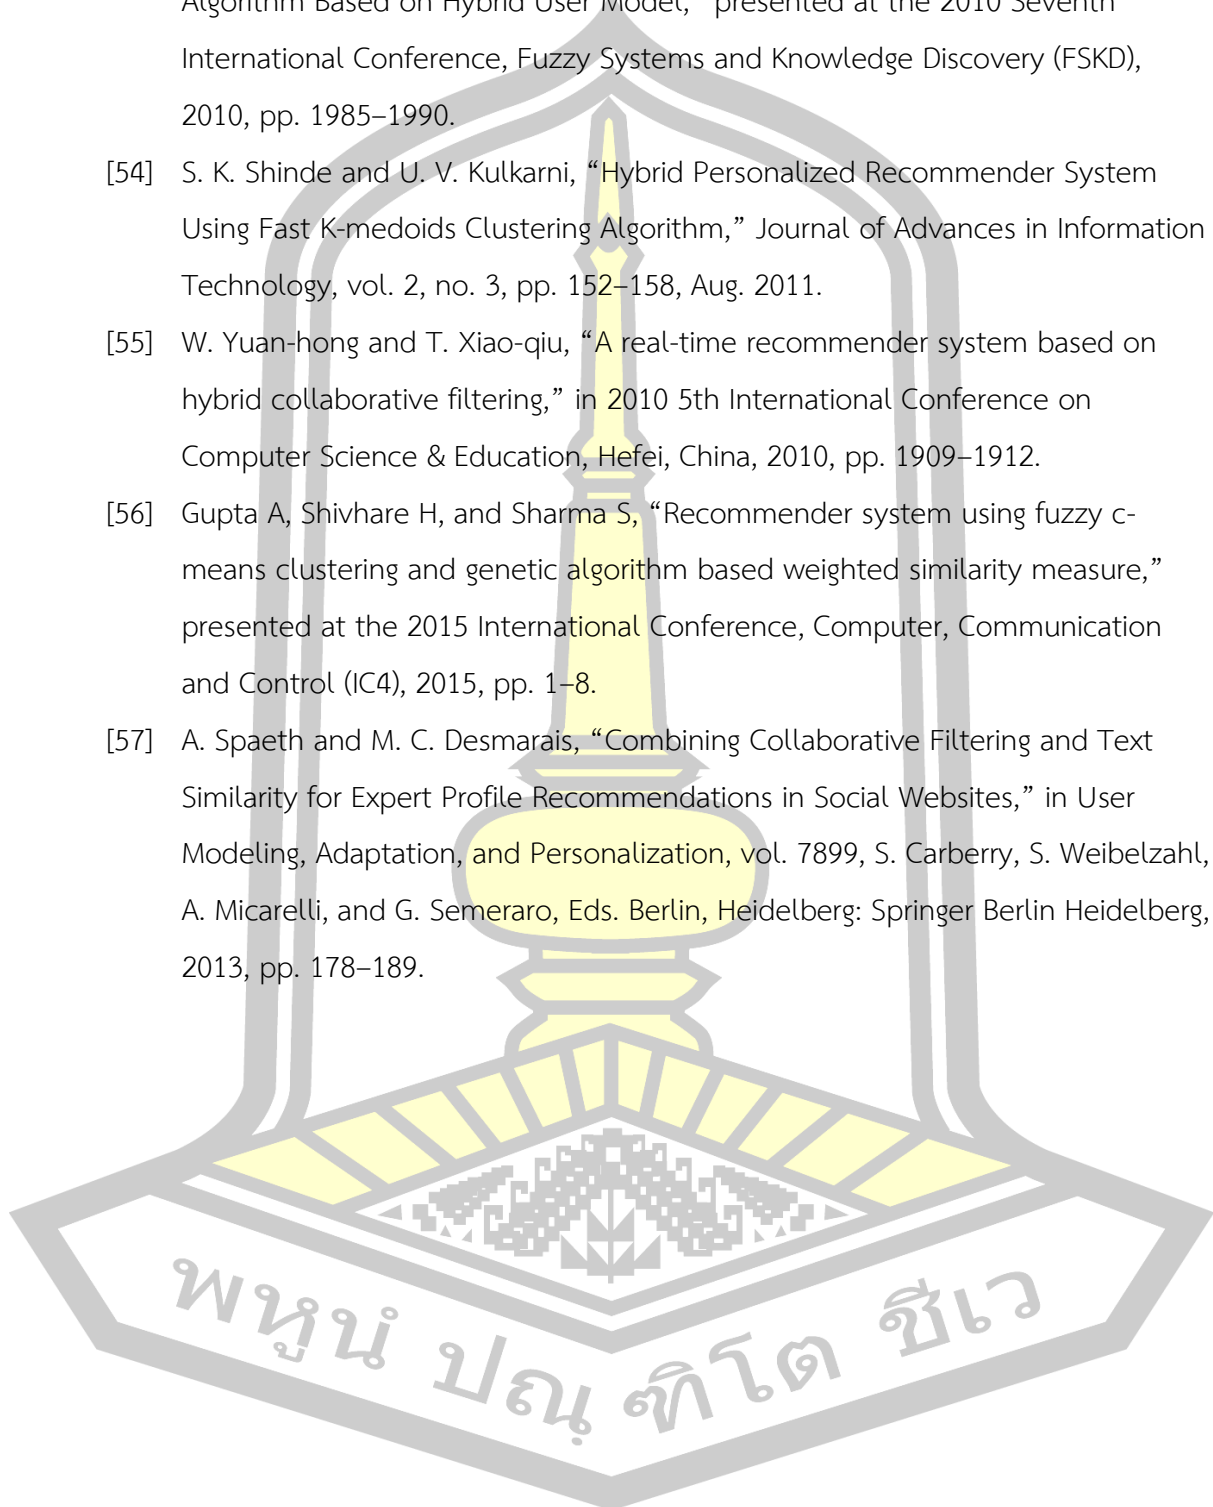 Algorithm Based on Hybrid User Model,” presented at the 2010 Seventh
International Conference, Fuzzy Systems and Knowledge Discovery (FSKD),
2010, pp. 1985–1990.
[54] S. K. Shinde and U. V. Kulkarni, “Hybrid Personalized Recommender System
Using Fast K-medoids Clustering Algorithm,” Journal of Advances in Information
Technology, vol. 2, no. 3, pp. 152–158, Aug. 2011.
[55] W. Yuan-hong and T. Xiao-qiu, “A real-time recommender system based on
hybrid collaborative filtering,” in 2010 5th International Conference on
Computer Science & Education, Hefei, China, 2010, pp. 1909–1912.
[56] Gupta A, Shivhare H, and Sharma S, “Recommender system using fuzzy c-
means clustering and genetic algorithm based weighted similarity measure,”
presented at the 2015 International Conference, Computer, Communication
and Control (IC4), 2015, pp. 1–8.
[57] A. Spaeth and M. C. Desmarais, “Combining Collaborative Filtering and Text
Similarity for Expert Profile Recommendations in Social Websites,” in User
Modeling, Adaptation, and Personalization, vol. 7899, S. Carberry, S. Weibelzahl,
A. Micarelli, and G. Semeraro, Eds. Berlin, Heidelberg: Springer Berlin Heidelberg,
2013, pp. 178–189.
พหูนํ ปณฺฑิโต ชีเว